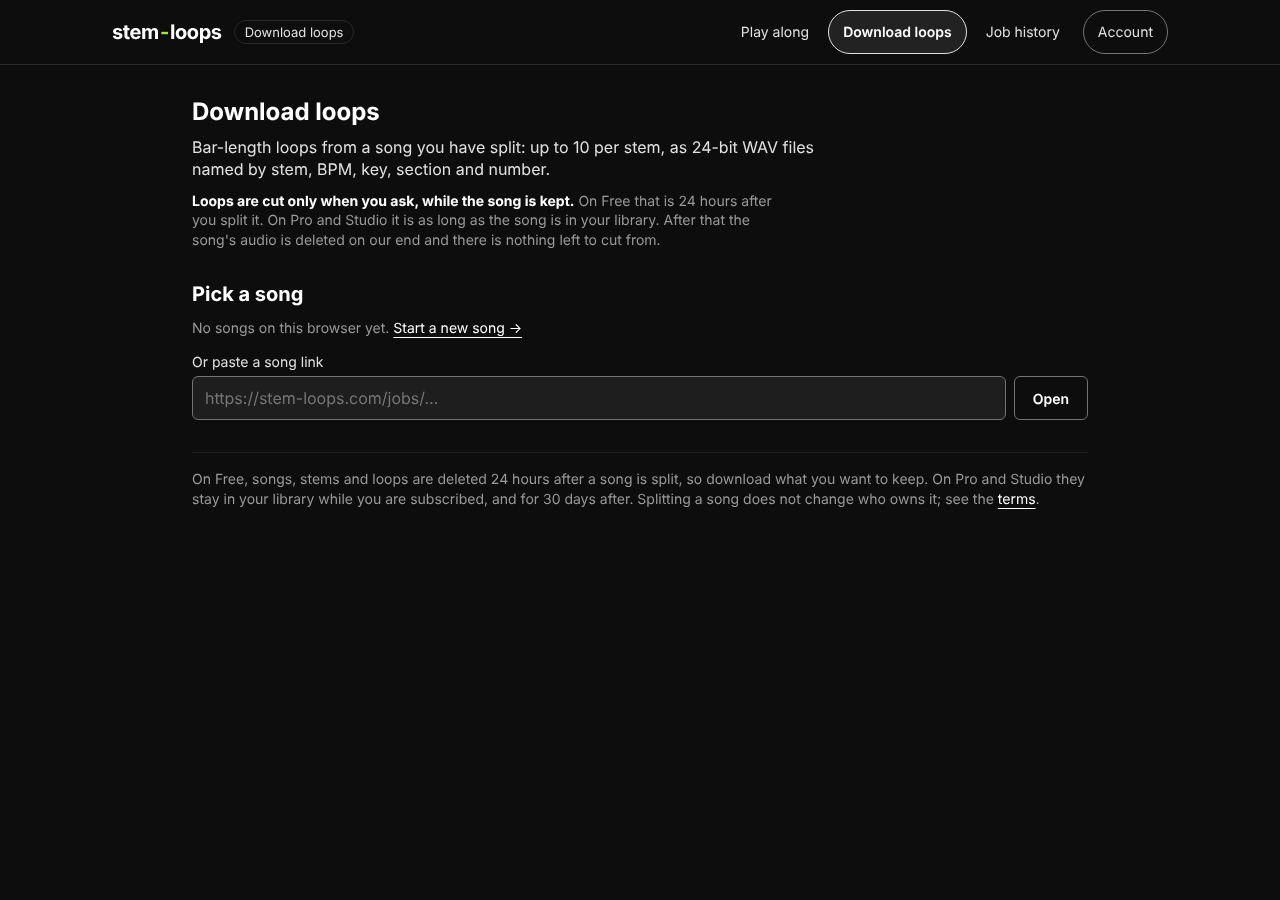 stem-loops
Download loops
Play along
Download loops
Job history
Account
Download loops
Bar-length loops from a song you have split: up to 10 per stem, as 24-bit WAV files
named by stem, BPM, key, section and number.
Loops are cut only when you ask, while the song is kept. On Free that is 24 hours after
you split it. On Pro and Studio it is as long as the song is in your library. After that the
song's audio is deleted on our end and there is nothing left to cut from.
Pick a song
No songs on this browser yet. Start a new song →
Or paste a song link
https://stem-loops.com/jobs/...
Open
On Free, songs, stems and loops are deleted 24 hours after a song is split, so download what you want to keep. On Pro and Studio they
stay in your library while you are subscribed, and for 30 days after. Splitting a song does not change who owns it; see the terms.